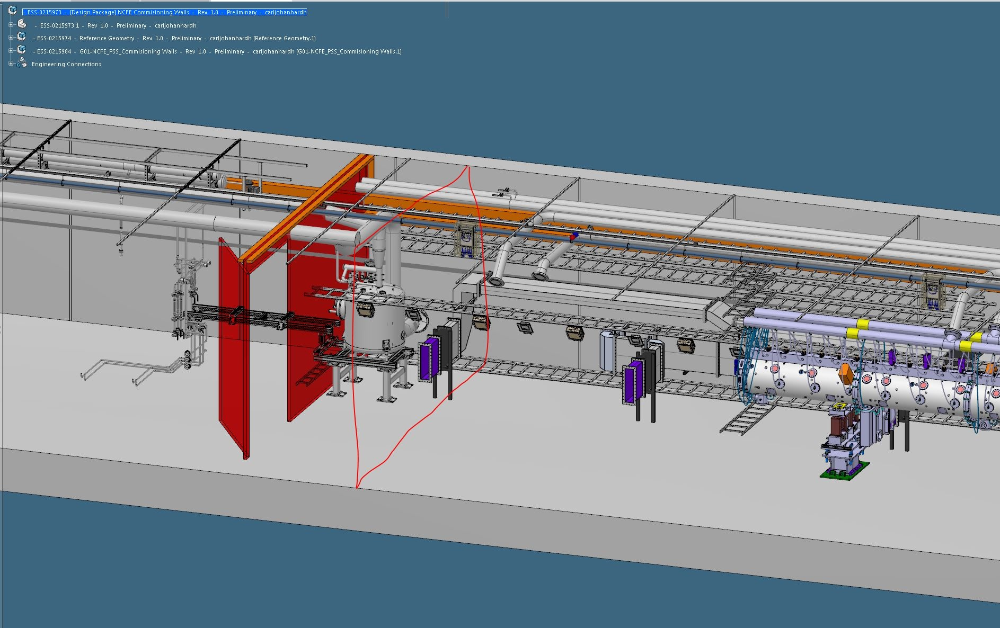 - ESS-0215973 - [Design Package] NCFE Commisioning Walls - Rev 1.0 - Preliminary - carljohanhardh
- ESS-0215973.1 - Rev 1.0 - Preliminary - carljohanhardh
- ESS-0215974 - Reference Geometry - Rev 1.0 - Preliminary - carljohanhardh (Reference Geometry.1)
- ESS-0215984 - G01-NCFE_PSS_Commisioning Walls - Rev 1.0 - Preliminary - carljohanhardh (G01-NCFE_PSS_Commisioning Walls.1)
Engineering Connections